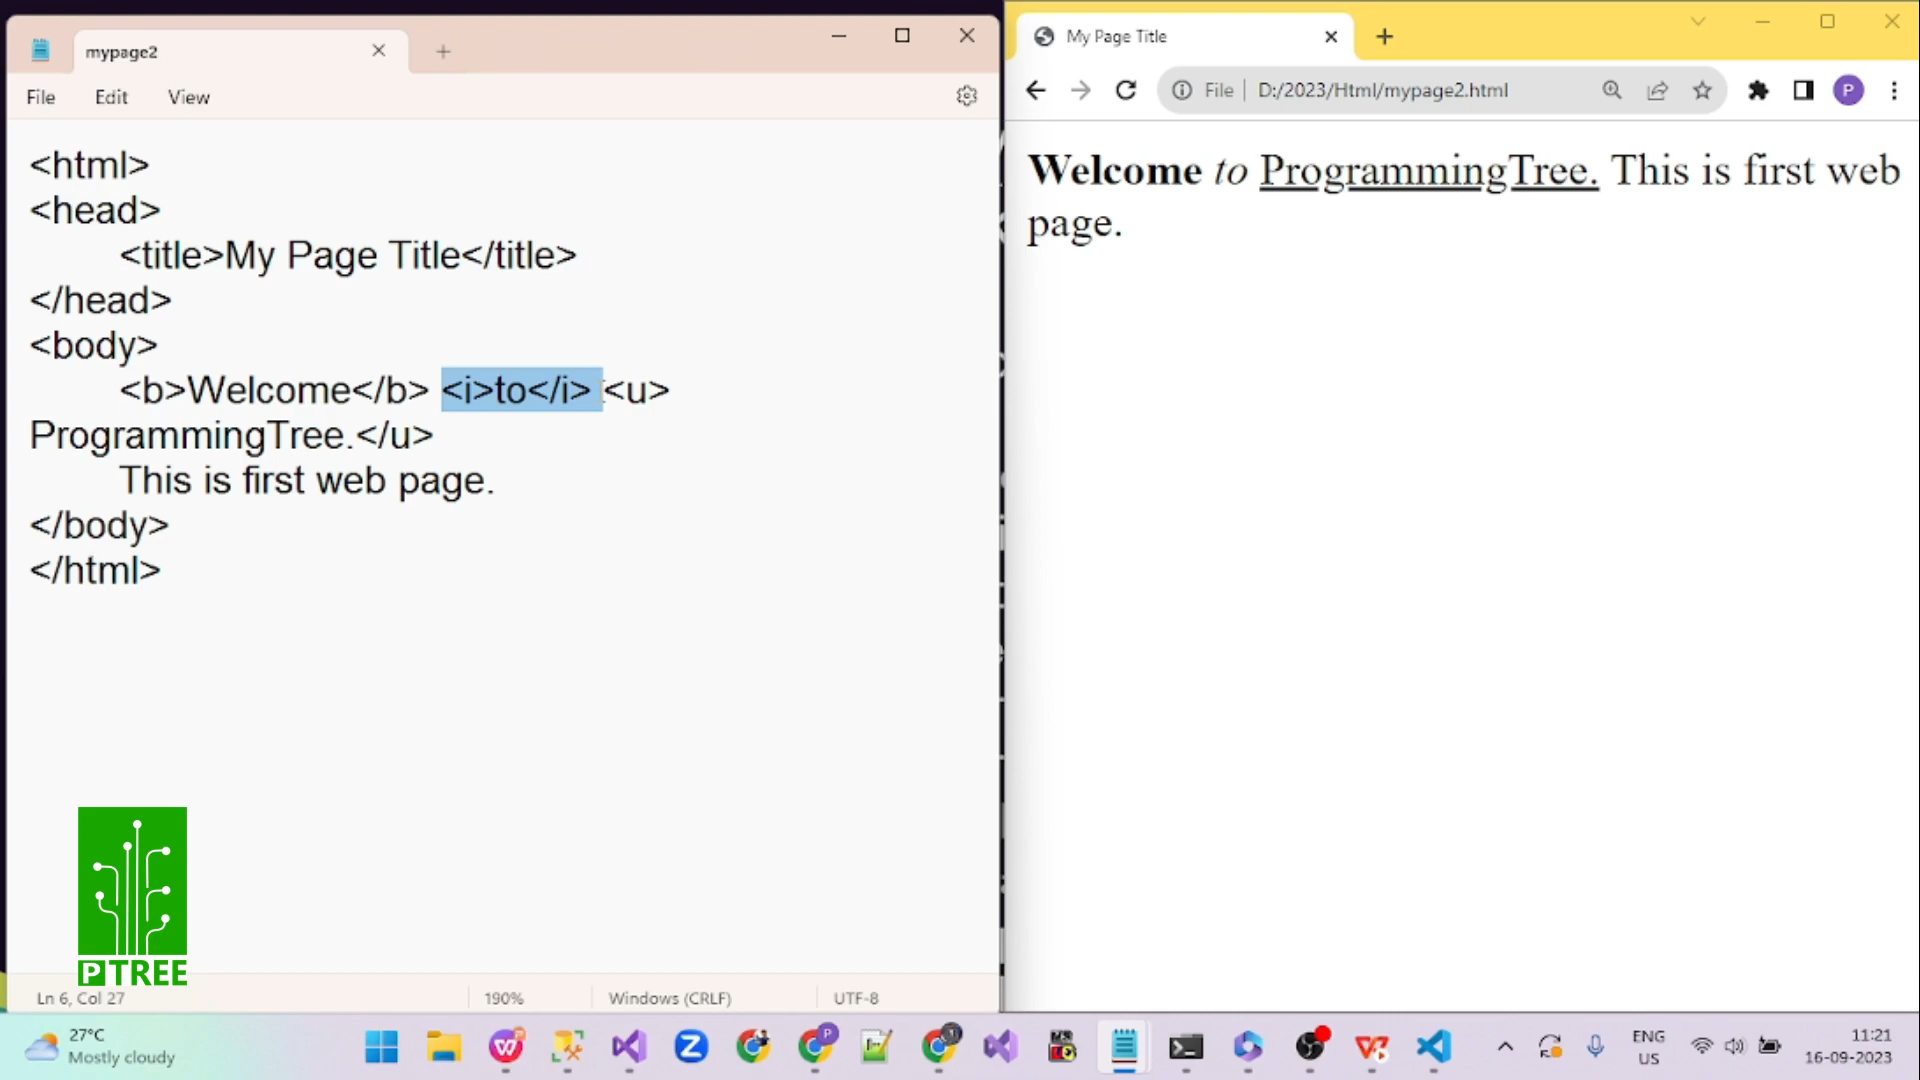 mypage2
File Edit View
<html>
<head>
<title>My Page Title</title>
</head>
<body>
<b>Welcome</b> <i>to</i> <u>
ProgrammingTree.</u>
This is first web page.
</body>
</html>
P TREE
Ln 6, Col 27 190% Windows (CRLF) UTF-8
My Page Title
File D:/2023/Html/mypage2.html P
Welcome to ProgrammingTree. This is first web
page.
27°C
Mostly cloudy
ENG
US
11:21
16-09-2023